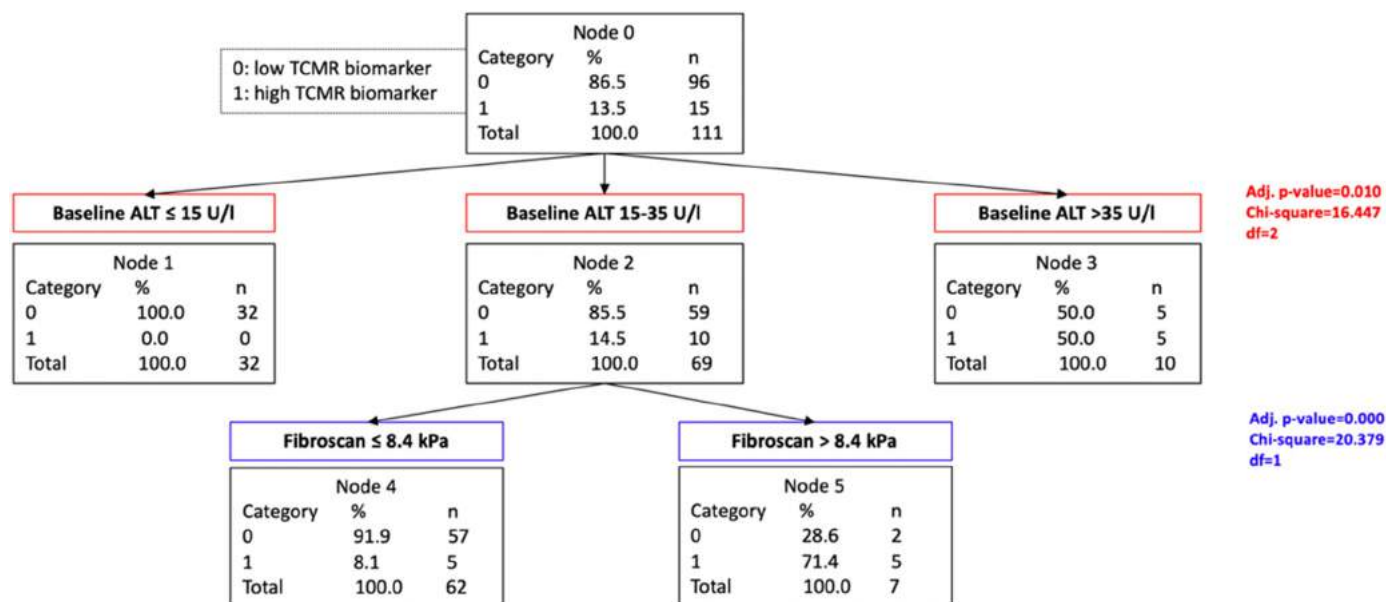 Node 0
Category % n
0 86.5 96
1 13.5 15
Total 100.0 111
0: low TCMR biomarker
1: high TCMR biomarker
Baseline ALT ≤ 15 U/l
Baseline ALT 15-35 U/l
Baseline ALT >35 U/l
Adj. p-value=0.010
Chi-square=16.447
df=2
Node 1
Category % n
0 100.0 32
1 0.0 0
Total 100.0 32
Node 2
Category % n
0 85.5 59
1 14.5 10
Total 100.0 69
Node 3
Category % n
0 50.0 5
1 50.0 5
Total 100.0 10
Fibroscan ≤ 8.4 kPa
Fibroscan > 8.4 kPa
Adj. p-value=0.000
Chi-square=20.379
df=1
Node 4
Category % n
0 91.9 57
1 8.1 5
Total 100.0 62
Node 5
Category % n
0 28.6 2
1 71.4 5
Total 100.0 7